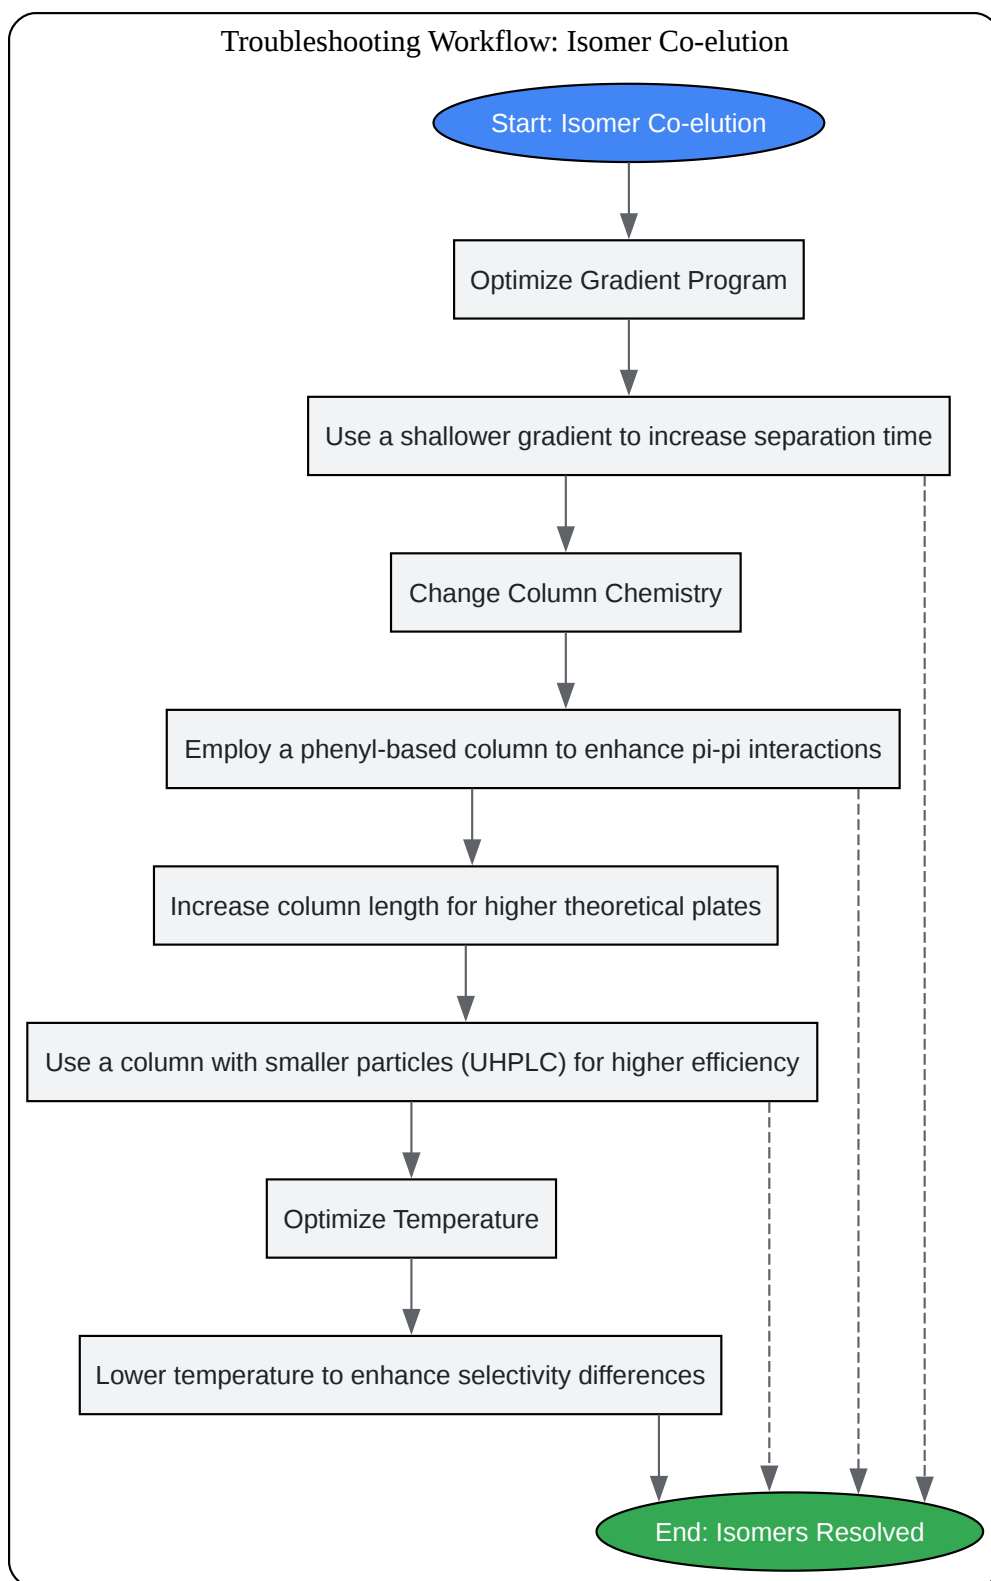 Troubleshooting Workflow: Isomer Co-elution
Start: Isomer Co-elution
Optimize Gradient Program
Use a shallower gradient to increase separation time
Change Column Chemistry
Employ a phenyl-based column to enhance pi-pi interactions
Increase column length for higher theoretical plates
Use a column with smaller particles (UHPLC) for higher efficiency
Optimize Temperature
Lower temperature to enhance selectivity differences
End: Isomers Resolved